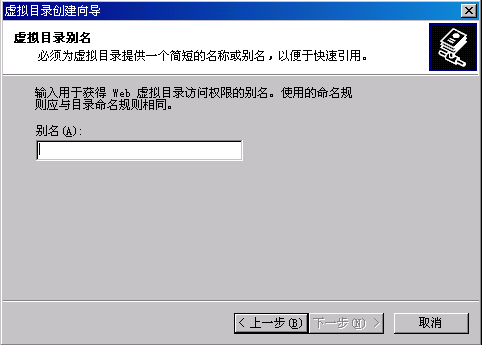 虚拟目录创建向导
虚拟目录别名
必须为虚拟目录提供一个简短的名称或别名，以便于快速引用。
输入用于获得 Web 虚拟目录访问权限的别名。使用的命名规
则应与目录命名规则相同。
别名(A):
< 上一步(B) 下一步(N) > 取消